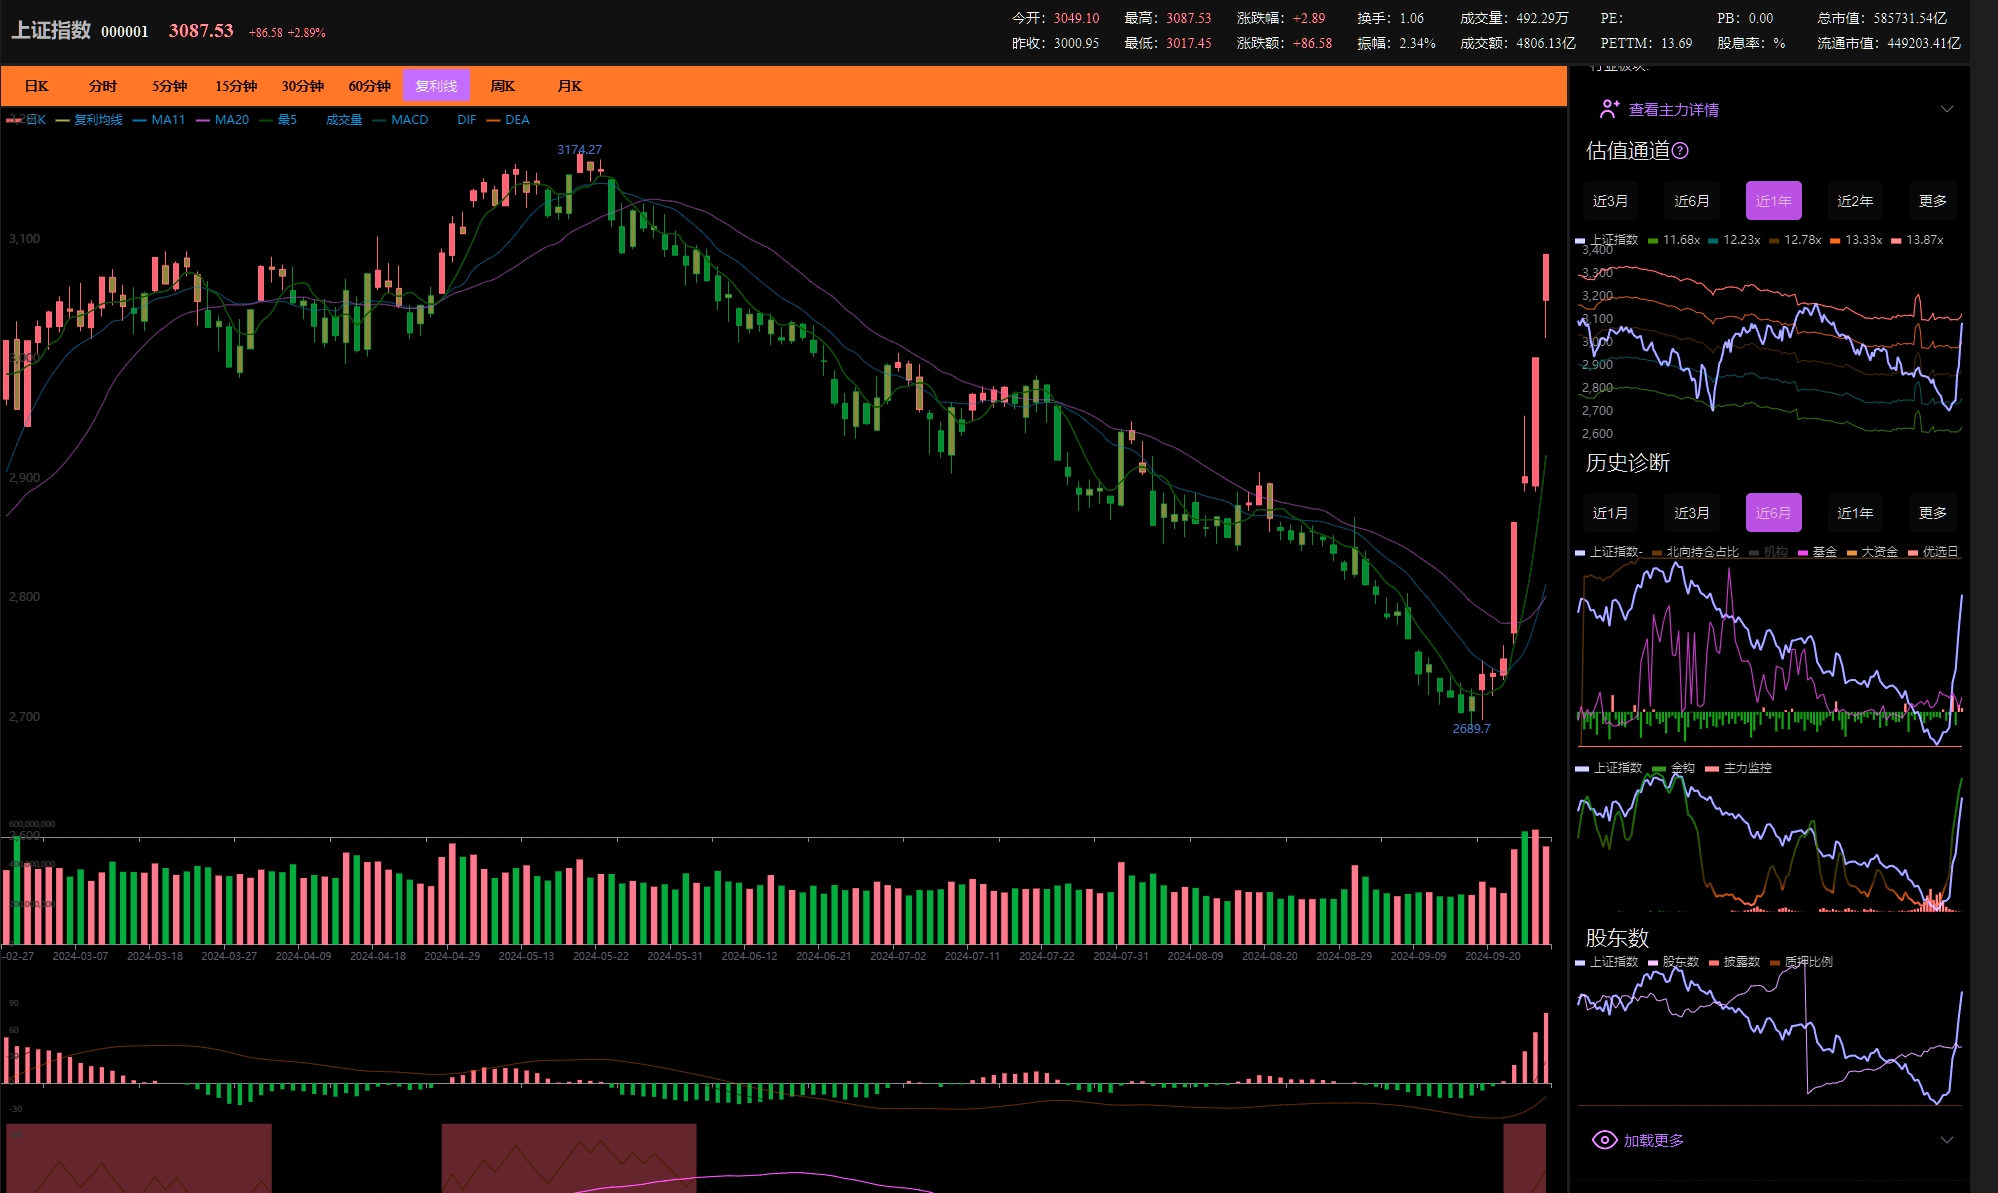 上证指数 000001 3087.53 +86.58 +2.89%
今开：3049.10 最高：3087.53 涨跌幅：+2.89 换手：1.06 成交量：492.29万 PE： PB：0.00 总市值：585731.54亿
昨收：3000.95 最低：3017.45 涨跌额：+86.58 振幅：2.34% 成交额：4806.13亿 PETTM：13.69 股息率：% 流通市值：449203.41亿
日K 分时 5分钟 15分钟 30分钟 60分钟 复利线 周K 月K
日K 复利均线 MA11 MA20 最5 成交量 MACD DIF DEA
3174.27
3,100
3,000
2,900
2,800
2,700
2689.7
600,000,000
2,600
400,000,000
200,000,000
-02-27 2024-03-07 2024-03-18 2024-03-27 2024-04-09 2024-04-18 2024-04-29 2024-05-13 2024-05-22 2024-05-31 2024-06-12 2024-06-21 2024-07-02 2024-07-11 2024-07-22 2024-07-31 2024-08-09 2024-08-20 2024-08-29 2024-09-09 2024-09-20
90
60
30
-30
行业板块：
查看主力详情
估值通道?
近3月 近6月 近1年 近2年 更多
上证指数 11.68x 12.23x 12.78x 13.33x 13.87x
3,400
3,300
3,200
3,100
3,000
2,900
2,800
2,700
2,600
历史诊断
近1月 近3月 近6月 近1年 更多
上证指数- 北向持仓占比 机构 基金 大资金 优选日
上证指数 金钩 主力监控
股东数
上证指数 股东数 披露数 质押比例
加载更多